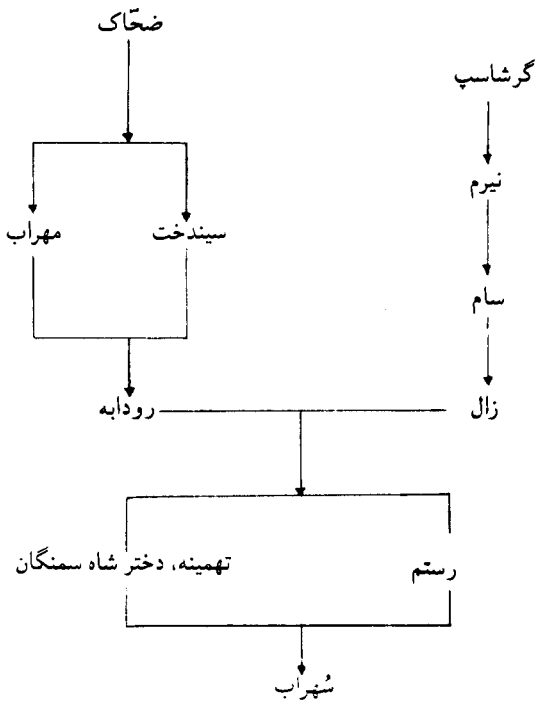 ضحّاک
گرشاسپ
نیرم
سیندخت
مهراب
سام
زال
رودابه
رستم
تهمینه، دختر شاه سمنگان
سُهراب